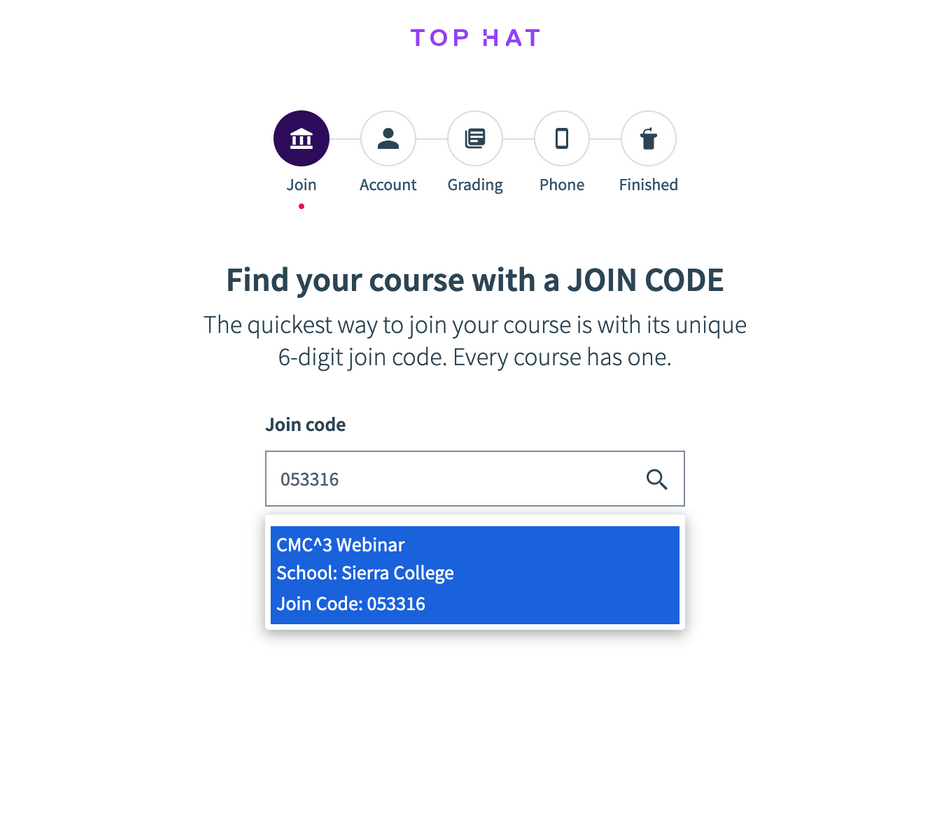 TOP HAT
Join Account Grading Phone Finished
Find your course with a JOIN CODE
The quickest way to join your course is with its unique
6-digit join code. Every course has one.
Join code
053316
CMC^3 Webinar
School: Sierra College
Join Code: 053316